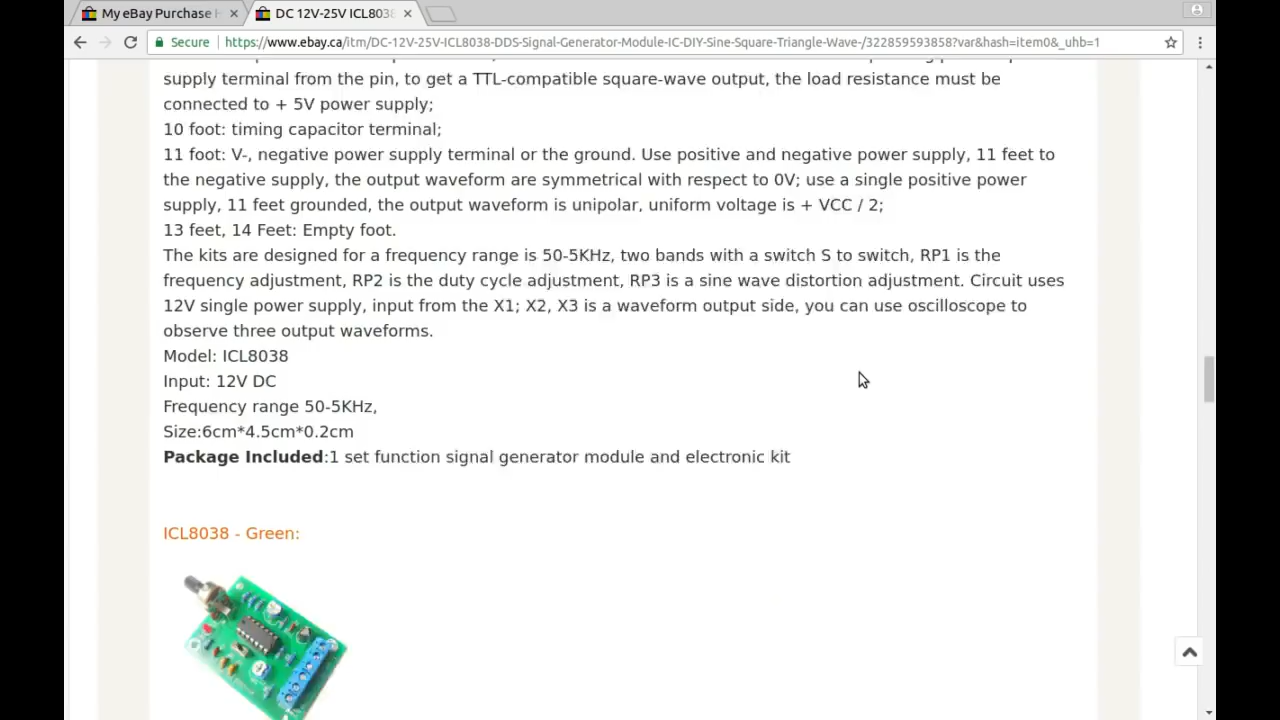 My eBay Purchase H
DC 12V-25V ICL8038
Secure
https://www.ebay.ca/itm/DC-12V-25V-ICL8038-DDS-Signal-Generator-Module-IC-DIY-Sine-Square-Triangle-Wave-/322859593858?var&hash=item0&_uhb=1
supply terminal from the pin, to get a TTL-compatible square-wave output, the load resistance must be
connected to + 5V power supply;
10 foot: timing capacitor terminal;
11 foot: V-, negative power supply terminal or the ground. Use positive and negative power supply, 11 feet to
the negative supply, the output waveform are symmetrical with respect to 0V; use a single positive power
supply, 11 feet grounded, the output waveform is unipolar, uniform voltage is + VCC / 2;
13 feet, 14 Feet: Empty foot.
The kits are designed for a frequency range is 50-5KHz, two bands with a switch S to switch, RP1 is the
frequency adjustment, RP2 is the duty cycle adjustment, RP3 is a sine wave distortion adjustment. Circuit uses
12V single power supply, input from the X1; X2, X3 is a waveform output side, you can use oscilloscope to
observe three output waveforms.
Model: ICL8038
Input: 12V DC
Frequency range 50-5KHz,
Size:6cm*4.5cm*0.2cm
Package Included:1 set function signal generator module and electronic kit
ICL8038 - Green: